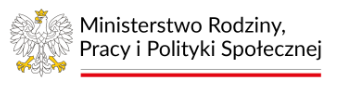 Ministerstwo Rodziny,
Pracy i Polityki Społecznej